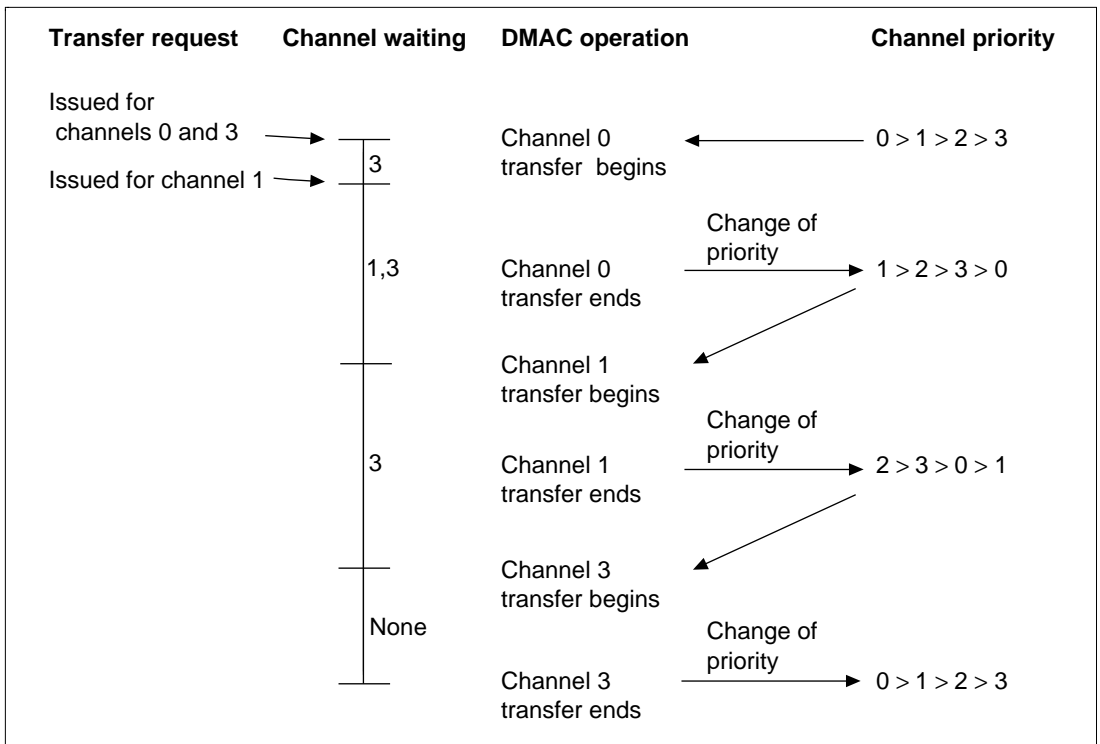 Transfer request Channel waiting DMAC operation Channel priority
Issued for
channels 0 and 3
3
Channel 0
transfer begins
0 > 1 > 2 > 3
Issued for channel 1
1,3
Channel 0
transfer ends
Change of
priority
1 > 2 > 3 > 0
Channel 1
transfer begins
3
Channel 1
transfer ends
Change of
priority
2 > 3 > 0 > 1
Channel 3
transfer begins
None
Channel 3
transfer ends
Change of
priority
0 > 1 > 2 > 3